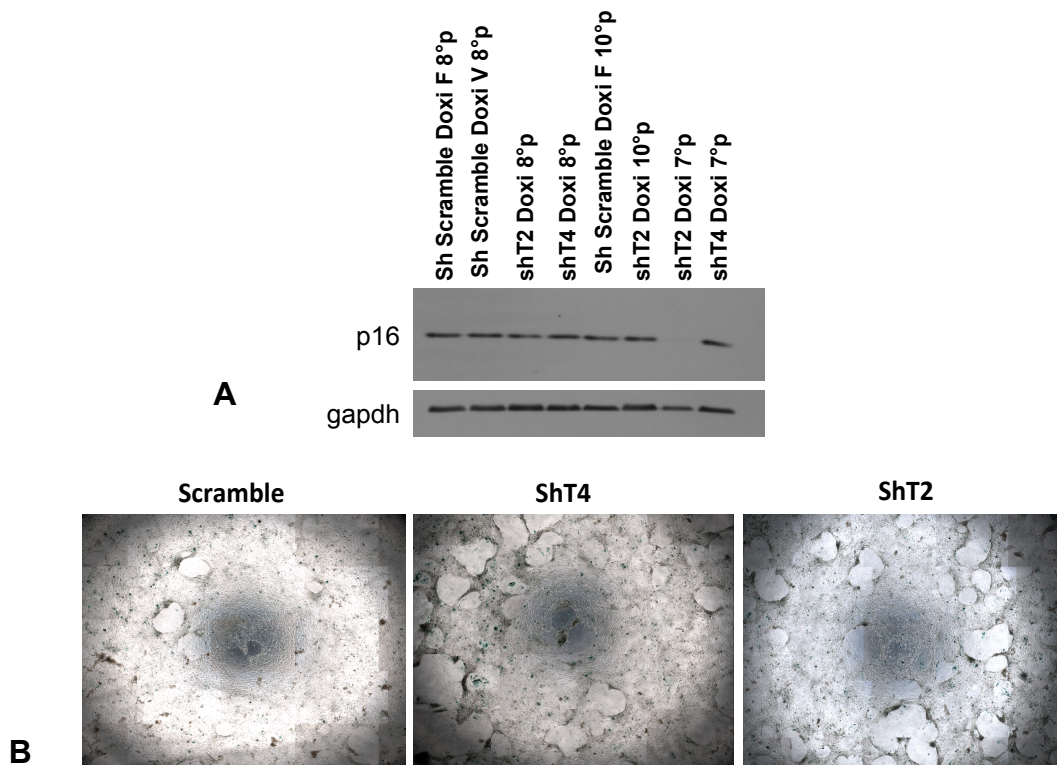 Sh Scramble Doxi F 8°p
Sh Scramble Doxi V 8°p
shT2 Doxi 8°p
shT4 Doxi 8°p
Sh Scramble Doxi F 10°p
shT2 Doxi 10°p
shT2 Doxi 7°p
shT4 Doxi 7°p
p16
A
gapdh
Scramble
ShT4
ShT2
B